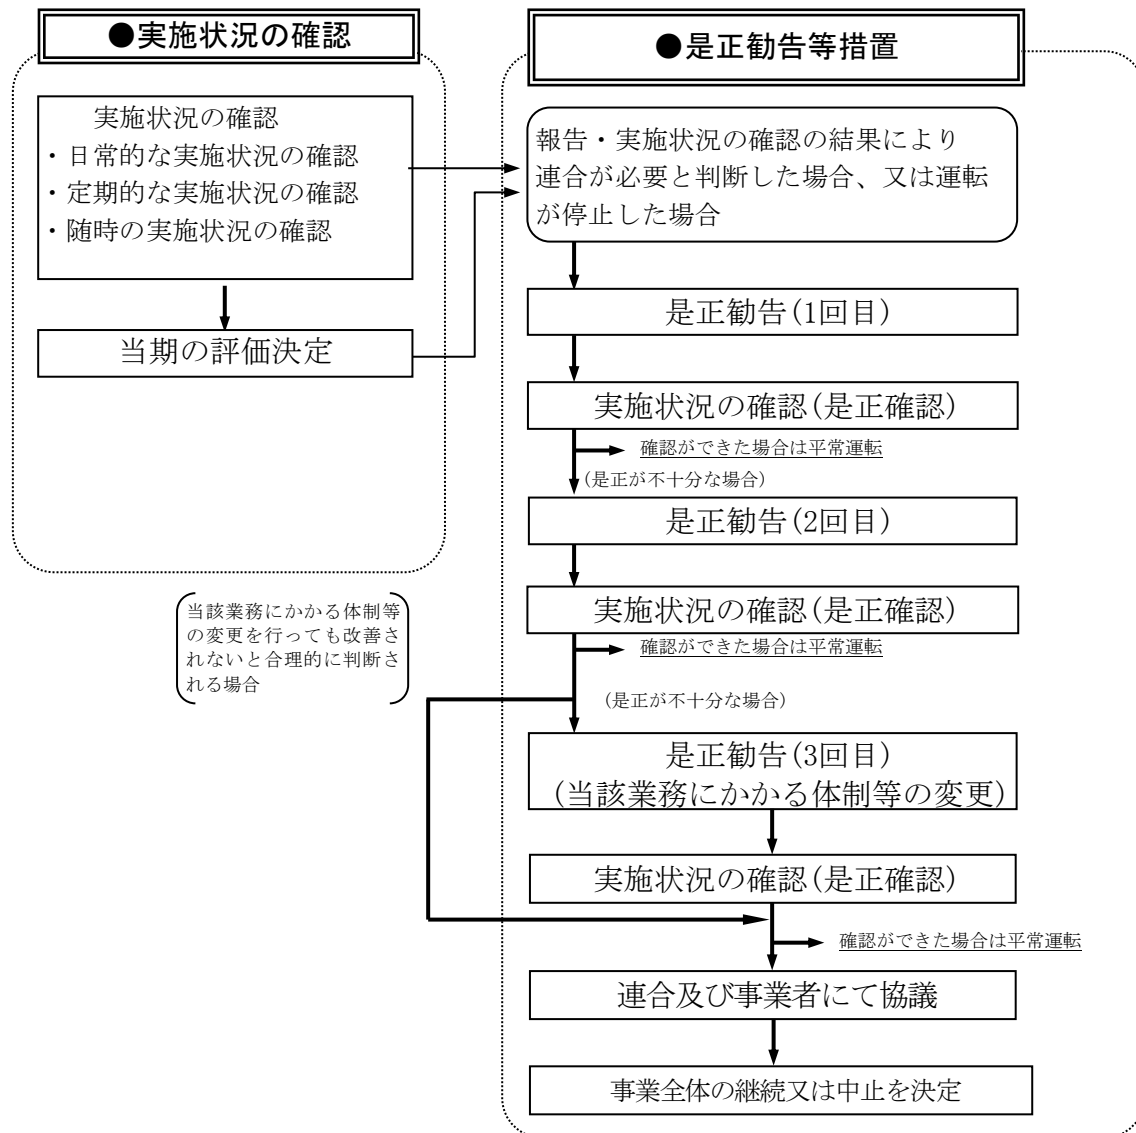 ●実施状況の確認
実施状況の確認
・日常的な実施状況の確認
・定期的な実施状況の確認
・随時の実施状況の確認
当期の評価決定
●是正勧告等措置
報告・実施状況の確認の結果により
連合が必要と判断した場合、又は運転
が停止した場合
是正勧告(1回目)
実施状況の確認(是正確認)
確認ができた場合は平常運転
(是正が不十分な場合)
是正勧告(2回目)
実施状況の確認(是正確認)
確認ができた場合は平常運転
当該業務にかかる体制等
の変更を行っても改善さ
れないと合理的に判断さ
れる場合
(是正が不十分な場合)
是正勧告(3回目)
(当該業務にかかる体制等の変更)
実施状況の確認(是正確認)
確認ができた場合は平常運転
連合及び事業者にて協議
事業全体の継続又は中止を決定